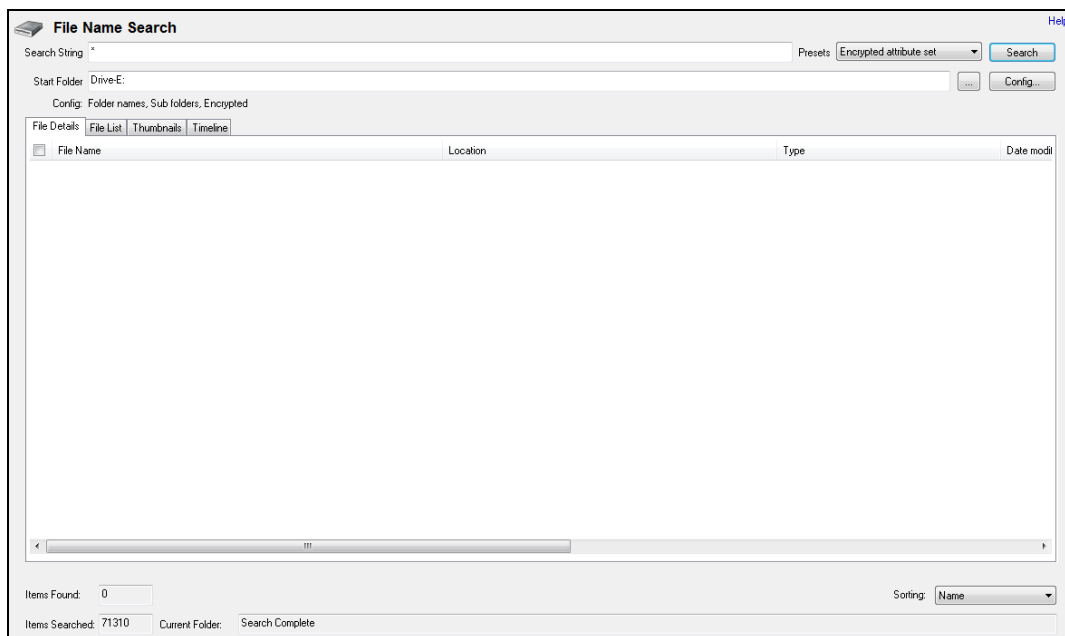 File Name Search
Help
Search String *
Presets Encrypted attribute set Search
Start Folder Drive-E: ... Config...
Config: Folder names, Sub folders, Encrypted
File Details File List Thumbnails Timeline
File Name Location Type Date modif
Items Found: 0 Sorting: Name
Items Searched: 71310 Current Folder: Search Complete